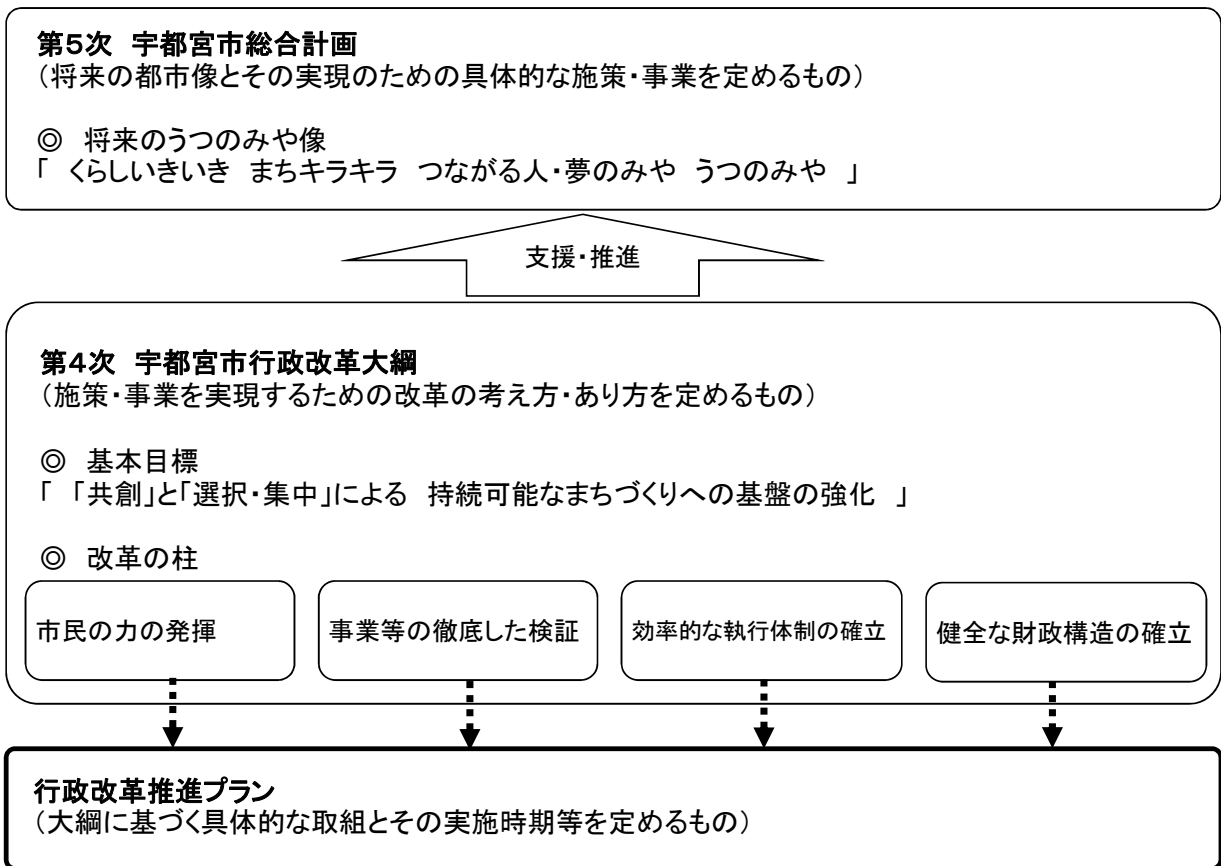 第5次 宇都宮市総合計画
(将来の都市像とその実現のための具体的な施策・事業を定めるもの)
◎ 将来のうつのみや像
「 くらしいきいき まちキラキラ つながる人・夢のみや うつのみや 」
支援・推進
第4次 宇都宮市行政改革大綱
(施策・事業を実現するための改革の考え方・あり方を定めるもの)
◎ 基本目標
「 「共創」と「選択・集中」による 持続可能なまちづくりへの基盤の強化 」
◎ 改革の柱
市民の力の発揮
事業等の徹底した検証
効率的な執行体制の確立
健全な財政構造の確立
行政改革推進プラン
(大綱に基づく具体的な取組とその実施時期等を定めるもの)